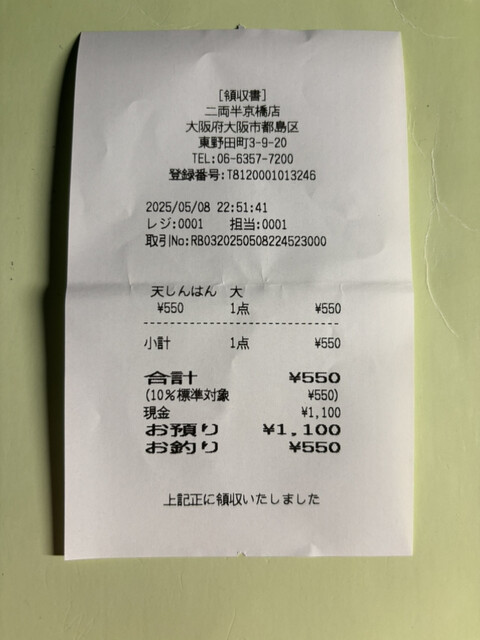 [領収書]
二両半京橋店
大阪府大阪市都島区
東野田町3-9-20
TEL:06-6357-7200
登録番号:T8120001013246
2025/05/08 22:51:41
レジ:0001 担当:0001
取引No:RB0320250508224523000
天しんはん 大
¥550 1点 ¥550
小計 1点 ¥550
合計 ¥550
(10%標準対象 ¥550)
現金 ¥1,100
お預り ¥1,100
お釣り ¥550
上記正に領収いたしました